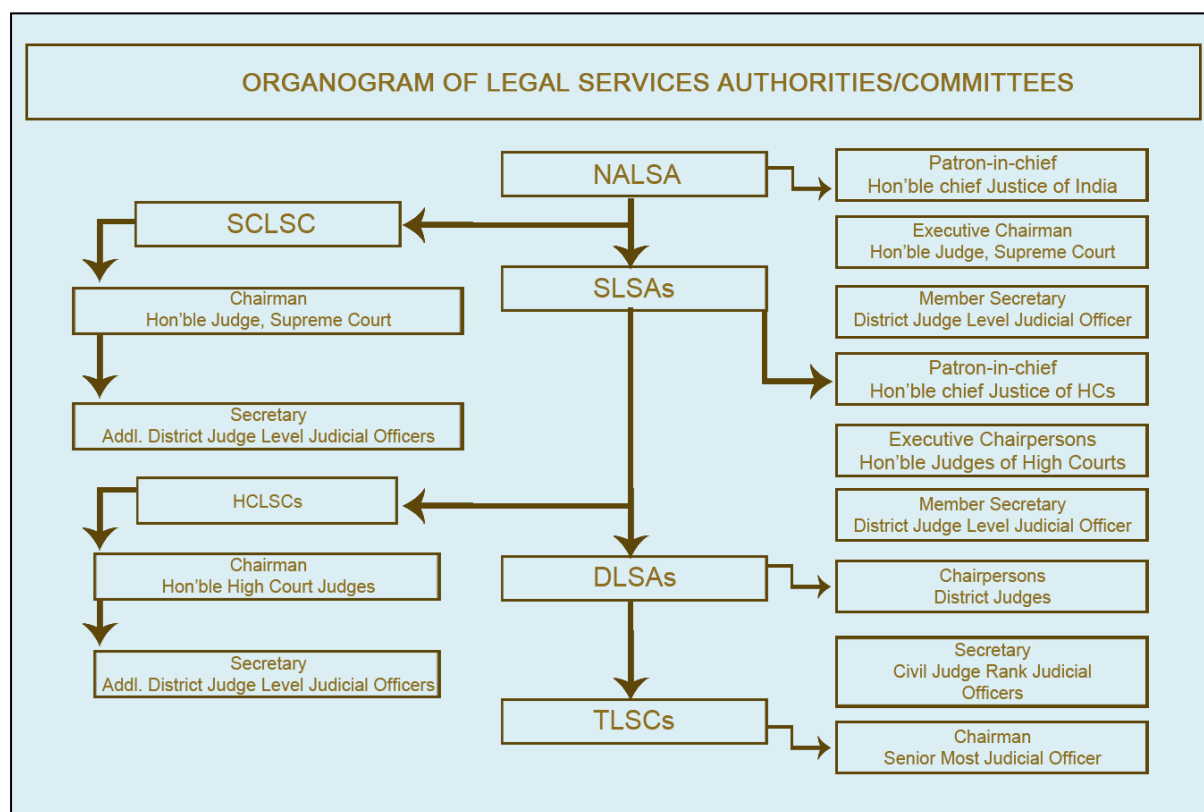 ORGANOGRAM OF LEGAL SERVICES AUTHORITIES/COMMITTEES
NALSA
Patron-in-chief
Hon'ble chief Justice of India
SCLSC
Executive Chairman
Hon'ble Judge, Supreme Court
SLSAs
Chairman
Hon'ble Judge, Supreme Court
Member Secretary
District Judge Level Judicial Officer
Patron-in-chief
Hon'ble chief Justice of HCs
Secretary
Addl. District Judge Level Judicial Officers
Executive Chairpersons
Hon'ble Judges of High Courts
HCLSCs
Member Secretary
District Judge Level Judicial Officer
Chairman
Hon'ble High Court Judges
DLSAs
Chairpersons
District Judges
Secretary
Addl. District Judge Level Judicial Officers
Secretary
Civil Judge Rank Judicial
Officers
TLSCs
Chairman
Senior Most Judicial Officer